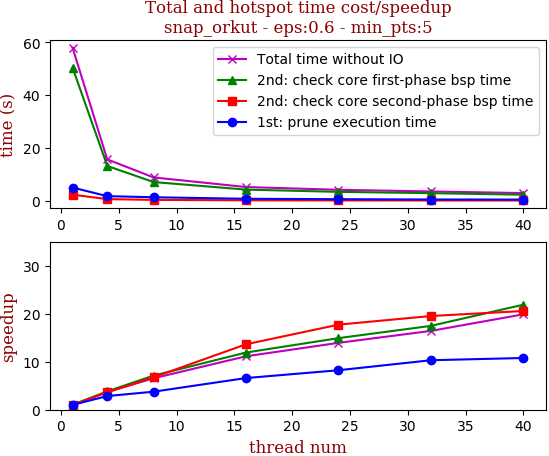 Total and hotspot time cost/speedup
snap_orkut - eps:0.6 - min_pts:5
time (s)
60
40
20
0
Total time without IO
2nd: check core first-phase bsp time
2nd: check core second-phase bsp time
1st: prune execution time
0 5 10 15 20 25 30 35 40
speedup
30
20
10
0
0 5 10 15 20 25 30 35 40
thread num